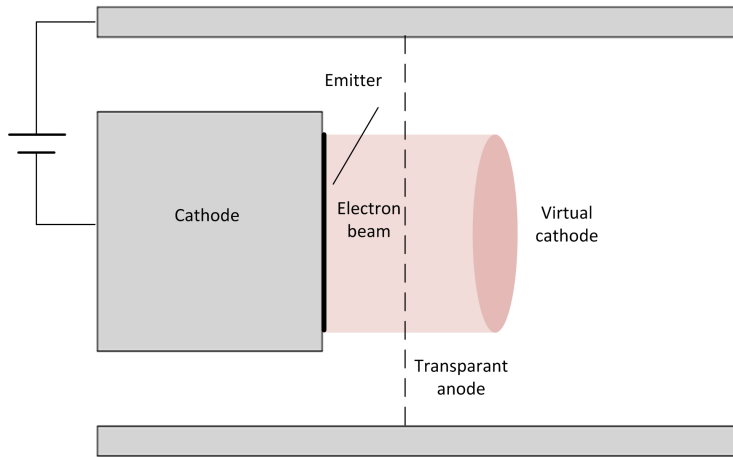 Emitter
Cathode
Electron
beam
Virtual
cathode
Transparant
anode